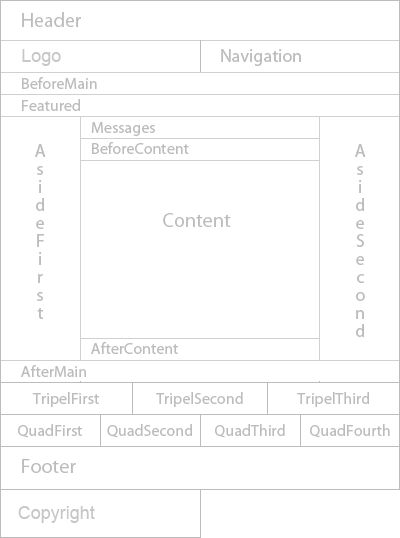 Header
Logo
Navigation
BeforeMain
Featured
Messages
BeforeContent
AsideFirst
Content
AsideSecond
AfterContent
AfterMain
TripelFirst
TripelSecond
TripelThird
QuadFirst
QuadSecond
QuadThird
QuadFourth
Footer
Copyright